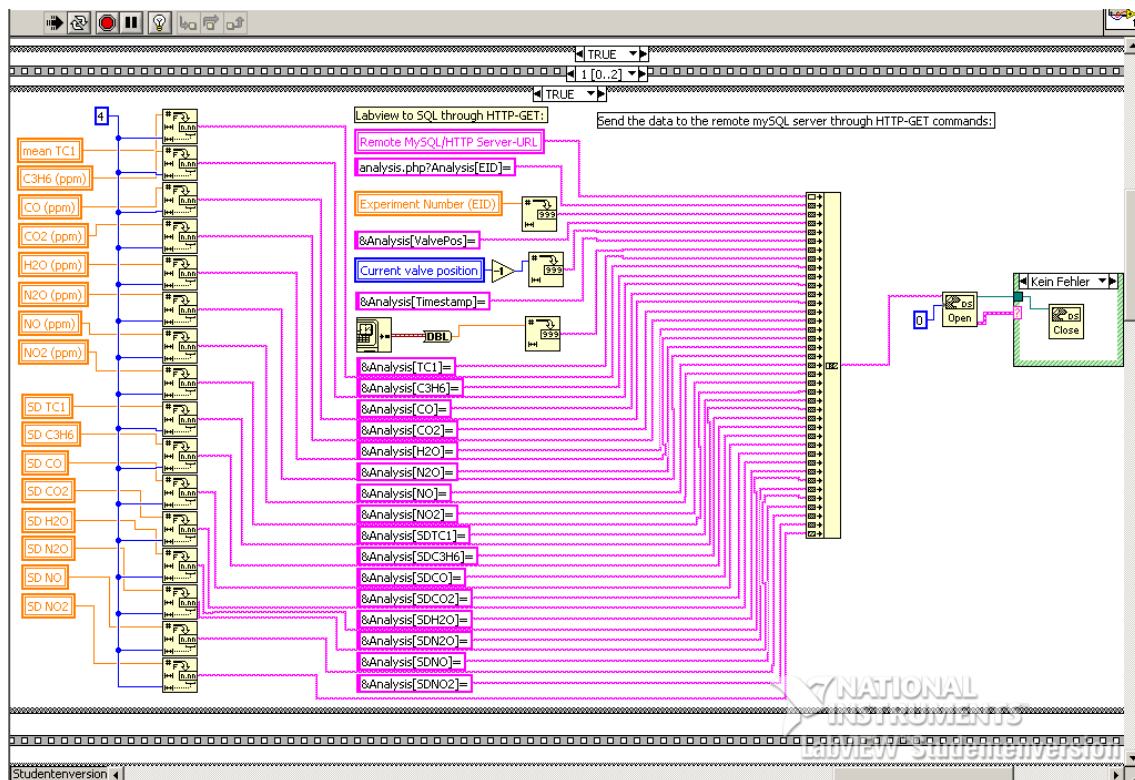 TRUE
1 [0..2]
TRUE
4
Labview to SQL through HTTP-GET:
Send the data to the remote mySQL server through HTTP-GET commands:
mean TC1
C3H6 (ppm)
CO (ppm)
CO2 (ppm)
H2O (ppm)
N2O (ppm)
NO (ppm)
NO2 (ppm)
SD TC1
SD C3H6
SD CO
SD CO2
SD H2O
SD N2O
SD NO
SD NO2
Remote MySQL/HTTP Server-URL
analysis.php?Analysis[EID]=
Experiment Number (EID)
&Analysis[ValvePos]=
Current valve position
-1
&Analysis[Timestamp]=
DBL
&Analysis[TC1]=
&Analysis[C3H6]=
&Analysis[CO]=
&Analysis[CO2]=
&Analysis[H2O]=
&Analysis[N2O]=
&Analysis[NO]=
&Analysis[NO2]=
&Analysis[SDTC1]=
&Analysis[SDC3H6]=
&Analysis[SDCO]=
&Analysis[SDCO2]=
&Analysis[SDH2O]=
&Analysis[SDN2O]=
&Analysis[SDNO]=
&Analysis[SDNO2]=
0
DS
Open
Kein Fehler
?
DS
Close
NATIONAL
INSTRUMENTS
LabVIEW Studentenversion
Studentenversion